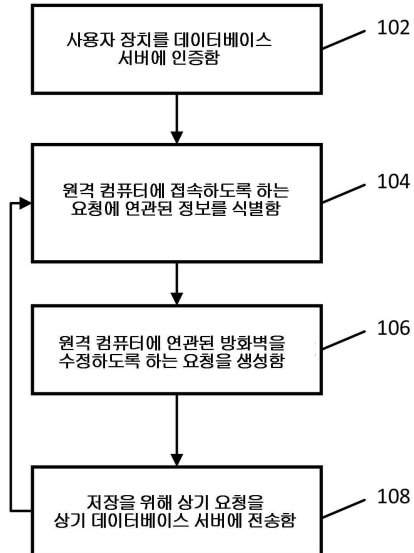 사용자 장치를 데이터베이스
서버에 인증함
102
원격 컴퓨터에 접속하도록 하는
요청에 연관된 정보를 식별함
104
원격 컴퓨터에 연관된 방화벽을
수정하도록 하는 요청을 생성함
106
저장을 위해 상기 요청을
상기 데이터베이스 서버에 전송함
108